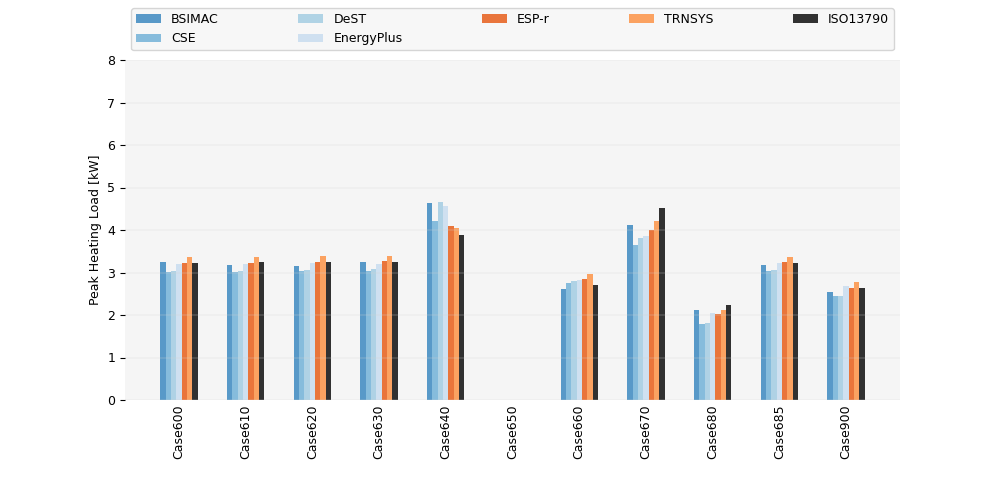 BSIMAC DeST ESP-r TRNSYS ISO13790
CSE EnergyPlus
Peak Heating Load [kW]
8
7
6
5
4
3
2
1
0
Case600 Case610 Case620 Case630 Case640 Case650 Case660 Case670 Case680 Case685 Case900